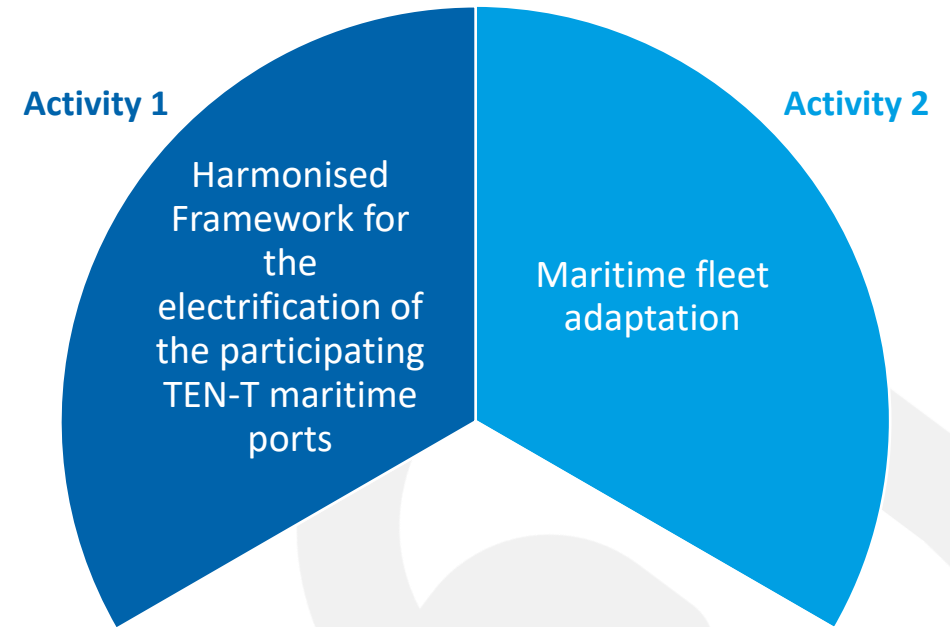 Activity 1
Harmonised
Framework for
the
electrification of
the participating
TEN-T maritime
ports
Activity 2
Maritime fleet
adaptation